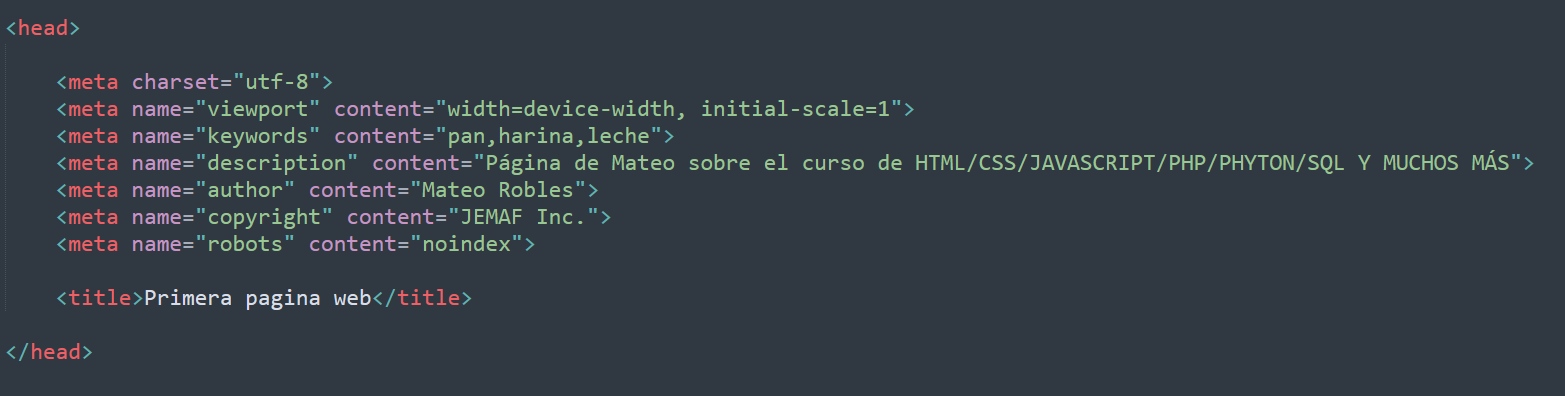 <head>
<meta charset="utf-8">
<meta name="viewport" content="width=device-width, initial-scale=1">
<meta name="keywords" content="pan,harina,leche">
<meta name="description" content="Página de Mateo sobre el curso de HTML/CSS/JAVASCRIPT/PHP/PHYTON/SQL Y MUCHOS MÁS">
<meta name="author" content="Mateo Robles">
<meta name="copyright" content="JEMAF Inc.">
<meta name="robots" content="noindex">
<title>Primera pagina web</title>
</head>